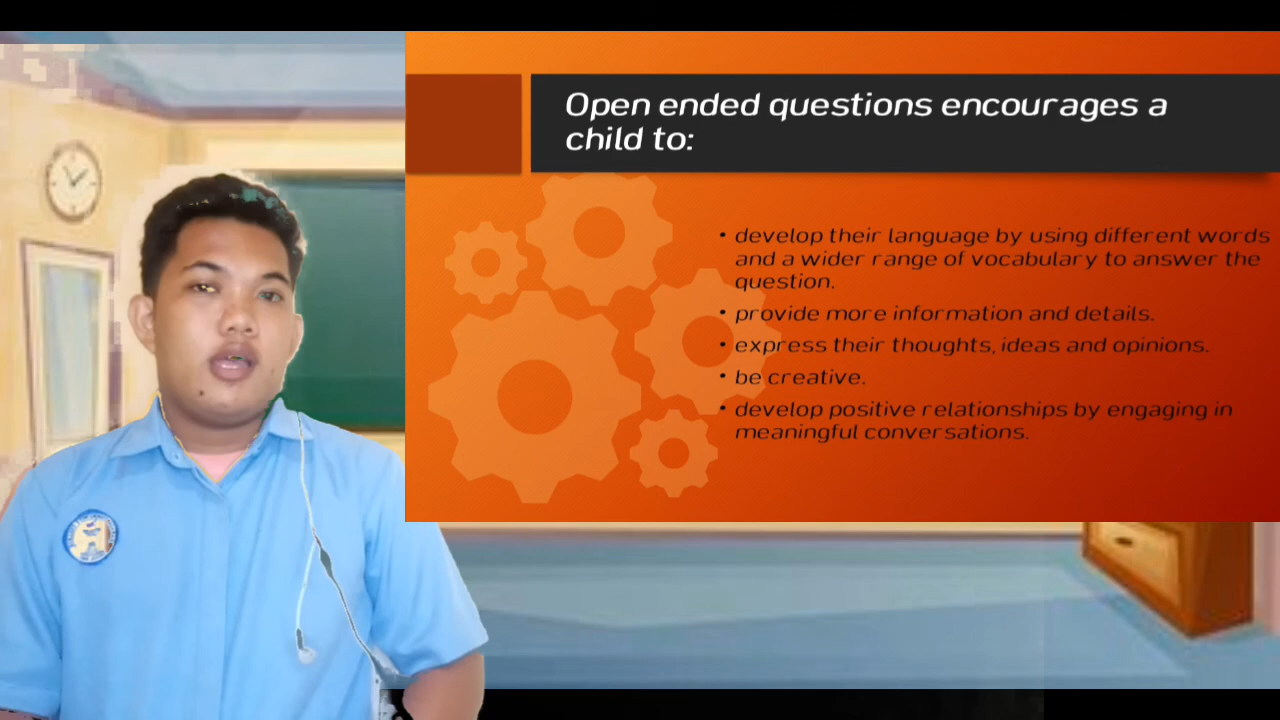 Open ended questions encourages a
child to:
• develop their language by using different words
and a wider range of vocabulary to answer the
question.
• provide more information and details.
• express their thoughts, ideas and opinions.
• be creative.
• develop positive relationships by engaging in
meaningful conversations.